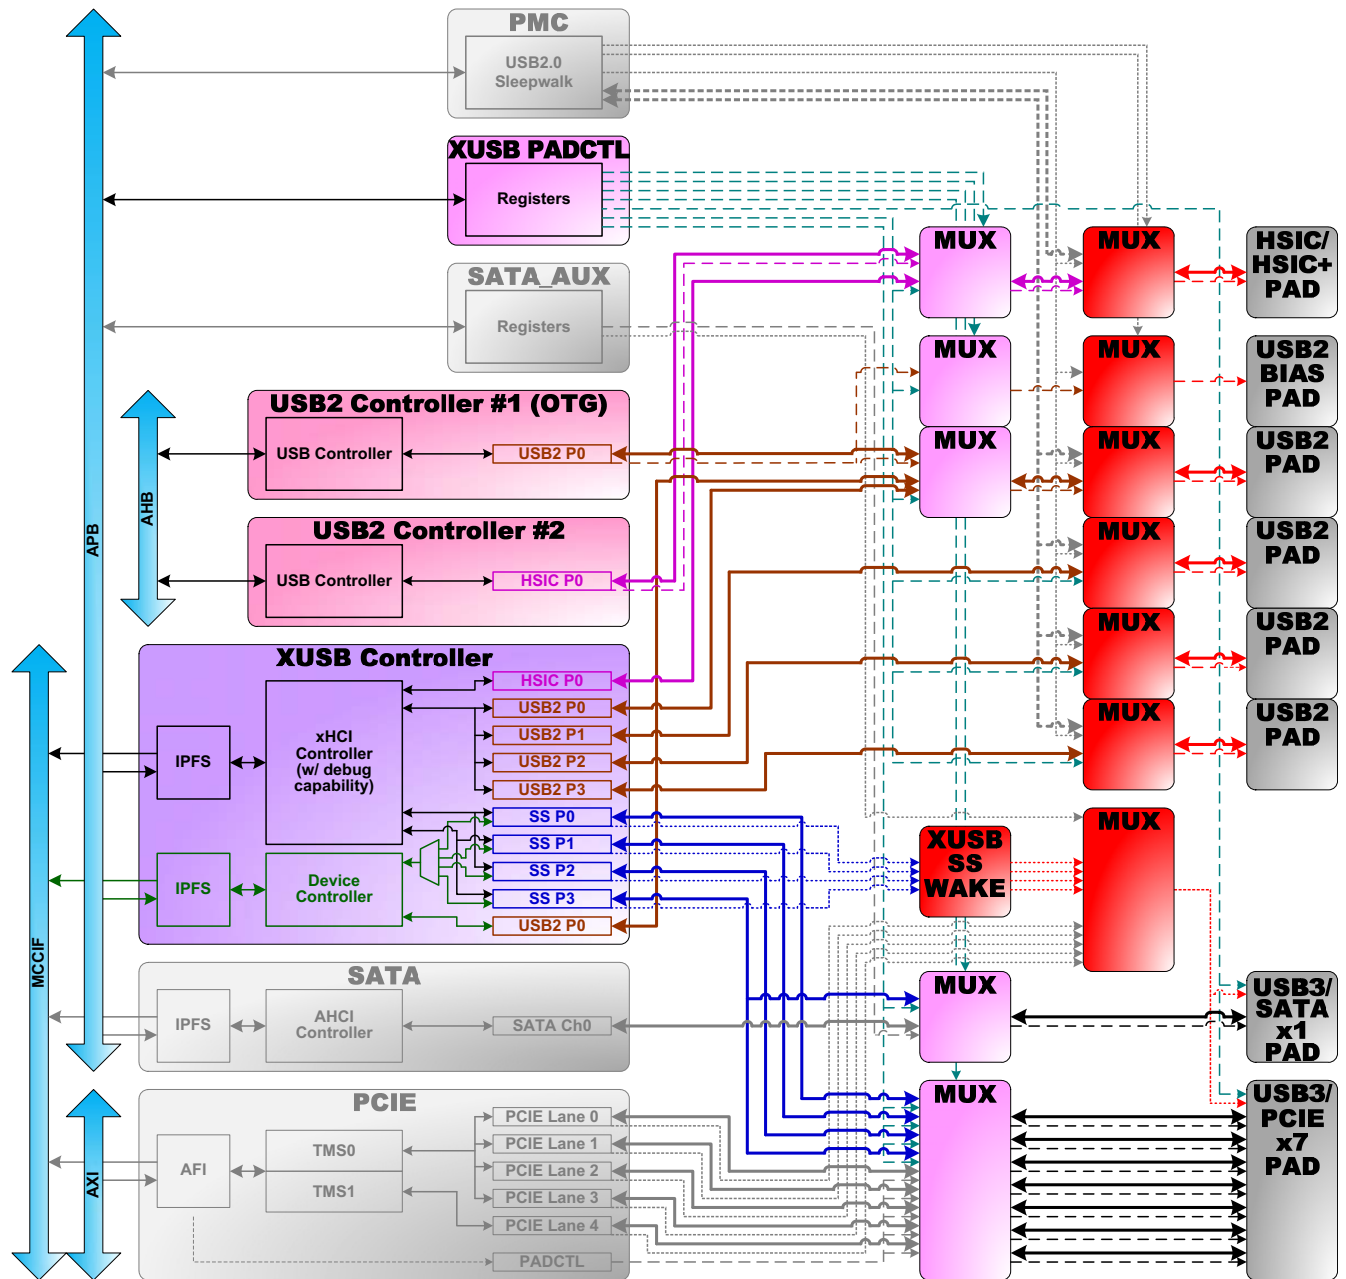 PMC
USB2.0
Sleepwalk
XUSB PADCTL
Registers
SATA_AUX
Registers
USB2 Controller #1 (OTG)
USB Controller
USB2 P0
USB2 Controller #2
USB Controller
HSIC P0
XUSB Controller
IPFS
xHCI
Controller
(w/ debug
capability)
HSIC P0
USB2 P0
USB2 P1
USB2 P2
USB2 P3
SS P0
SS P1
SS P2
SS P3
USB2 P0
IPFS
Device
Controller
SATA
IPFS
AHCI
Controller
SATA Ch0
PCIE
AFI
TMS0
TMS1
PCIE Lane 0
PCIE Lane 1
PCIE Lane 2
PCIE Lane 3
PCIE Lane 4
PADCTL
APB
AHB
MCCIF
AXI
MUX
MUX
MUX
XUSB
SS
WAKE
MUX
MUX
MUX
MUX
MUX
MUX
MUX
MUX
MUX
HSIC/
HSIC+
PAD
USB2
BIAS
PAD
USB2
PAD
USB2
PAD
USB2
PAD
USB2
PAD
USB3/
SATA
x1
PAD
USB3/
PCIE
x7
PAD